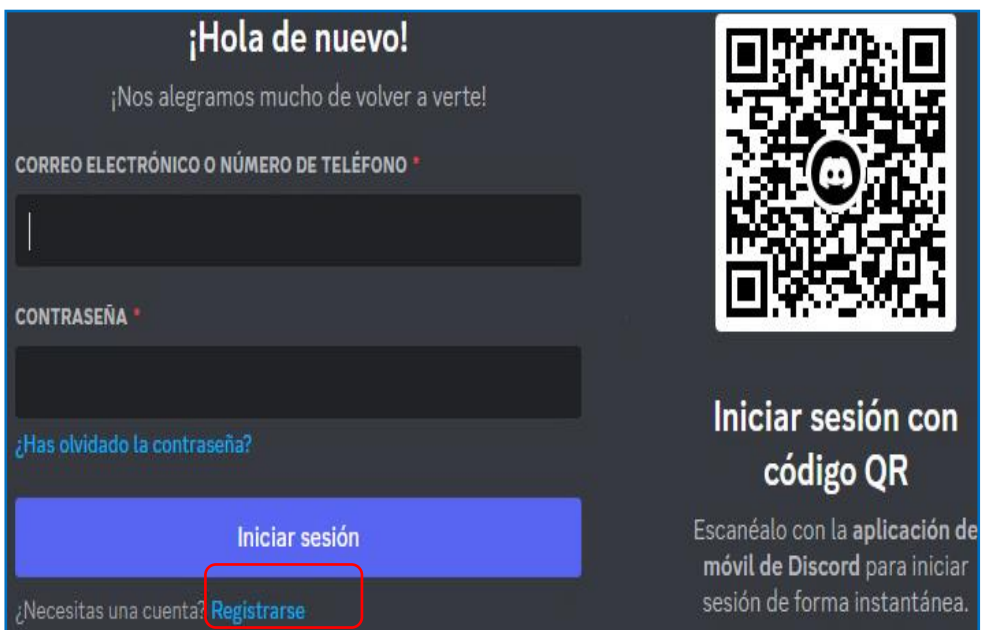 ¡Hola de nuevo!
¡Nos alegramos mucho de volver a verte!
CORREO ELECTRÓNICO O NÚMERO DE TELÉFONO *
CONTRASEÑA *
¿Has olvidado la contraseña?
Iniciar sesión
¿Necesitas una cuenta? Registrarse
Iniciar sesión con
código QR
Escanéalo con la aplicación de
móvil de Discord para iniciar
sesión de forma instantánea.